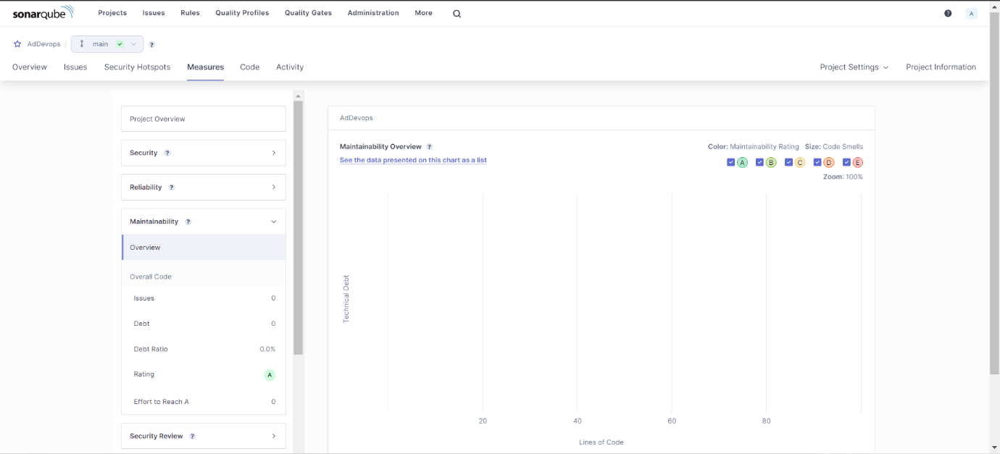 sonarqube Projects Issues Rules Quality Profiles Quality Gates Administration More ? A
AdDevops / main ?
Overview Issues Security Hotspots Measures Code Activity Project Settings Project Information
Project Overview
Security ?
Reliability ?
Maintainability ?
Overview
Overall Code
Issues 0
Debt 0
Debt Ratio 0.0%
Rating A
Effort to Reach A 0
Security Review ?
AdDevops
Maintainability Overview ?
See the data presented on this chart as a list
Color: Maintainability Rating Size: Code Smells
A B C D E
Zoom: 100%
Technical Debt
20 40 60 80
Lines of Code